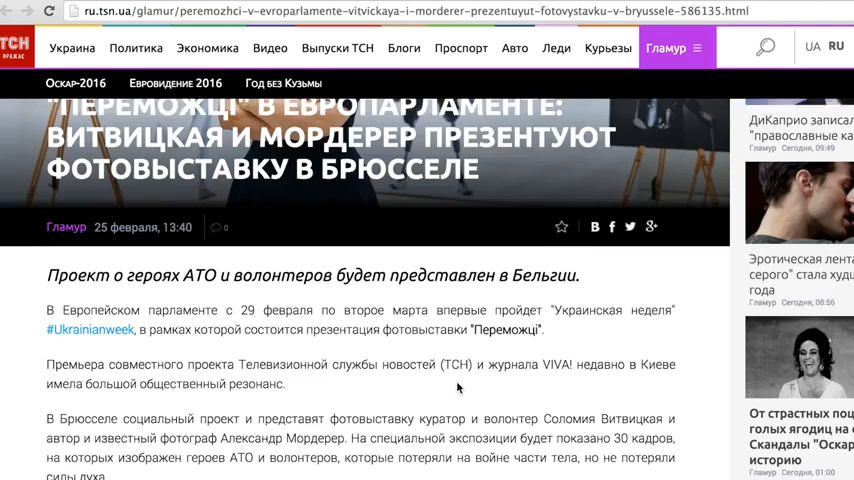 ru.tsn.ua/glamur/peremozhci-v-evroparlamente-vitvickaya-i-morderer-prezentuyut-fotovystavku-v-bryussele-586135.html
ТСН
Украина Политика Экономика Видео Выпуски ТСН Блоги Проспорт Авто Леди Курьезы Гламур UA RU
Оскар-2016 Евровидение 2016 Год без Кузьмы
"ПЕРЕМОЖЦІ" В ЕВРОПАРЛАМЕНТЕ:
ВИТВИЦКАЯ И МОРДЕРЕР ПРЕЗЕНТУЮТ
ФОТОВЫСТАВКУ В БРЮССЕЛЕ
Гламур 25 февраля, 13:40 0
Проект о героях АТО и волонтеров будет представлен в Бельгии.
В Европейском парламенте с 29 февраля по второе марта впервые пройдет "Украинская неделя"
#Ukrainianweek, в рамках которой состоится презентация фотовыставки "Переможці".
Премьера совместного проекта Телевизионной службы новостей (ТСН) и журнала VIVA! недавно в Киеве
имела большой общественный резонанс.
В Брюсселе социальный проект и представят фотовыставку куратор и волонтер Соломия Витвицкая и
автор и известный фотограф Александр Мордерер. На специальной экспозиции будет показано 30 кадров,
на которых изображен героев АТО и волонтеров, которые потеряли на войне части тела, но не потеряли
силы духа.
ДиКаприо записал
"православные ка
Гламур Сегодня, 09:49
Эротическая лента
серого" стала худш
года
Гламур Сегодня, 08:56
От страстных поц
голых ягодиц на с
Скандалы "Оскар
историю
Гламур Сегодня, 01:00